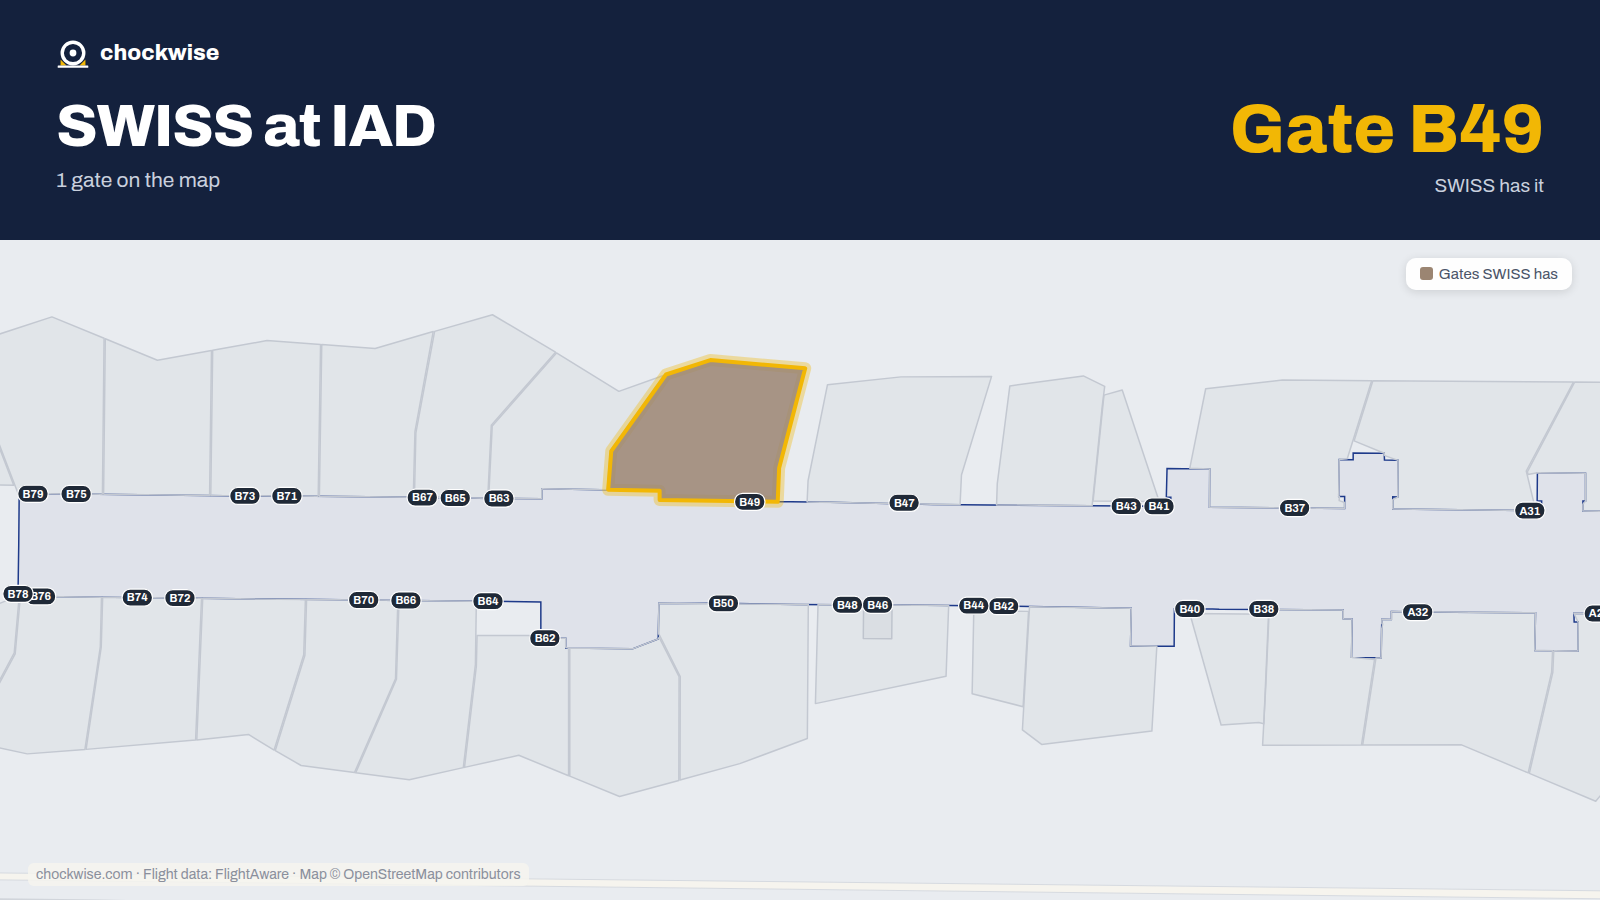 chockwise
SWISS at IAD
1 gate on the map
Gate B49
SWISS has it
Gates SWISS has
B79
B75
B73
B71
B67
B65
B63
B49
B47
B43
B41
B37
A31
B78
B76
B74
B72
B70
B66
B64
B62
B50
B48
B46
B44
B42
B40
B38
A32
chockwise.com · Flight data: FlightAware · Map © OpenStreetMap contributors